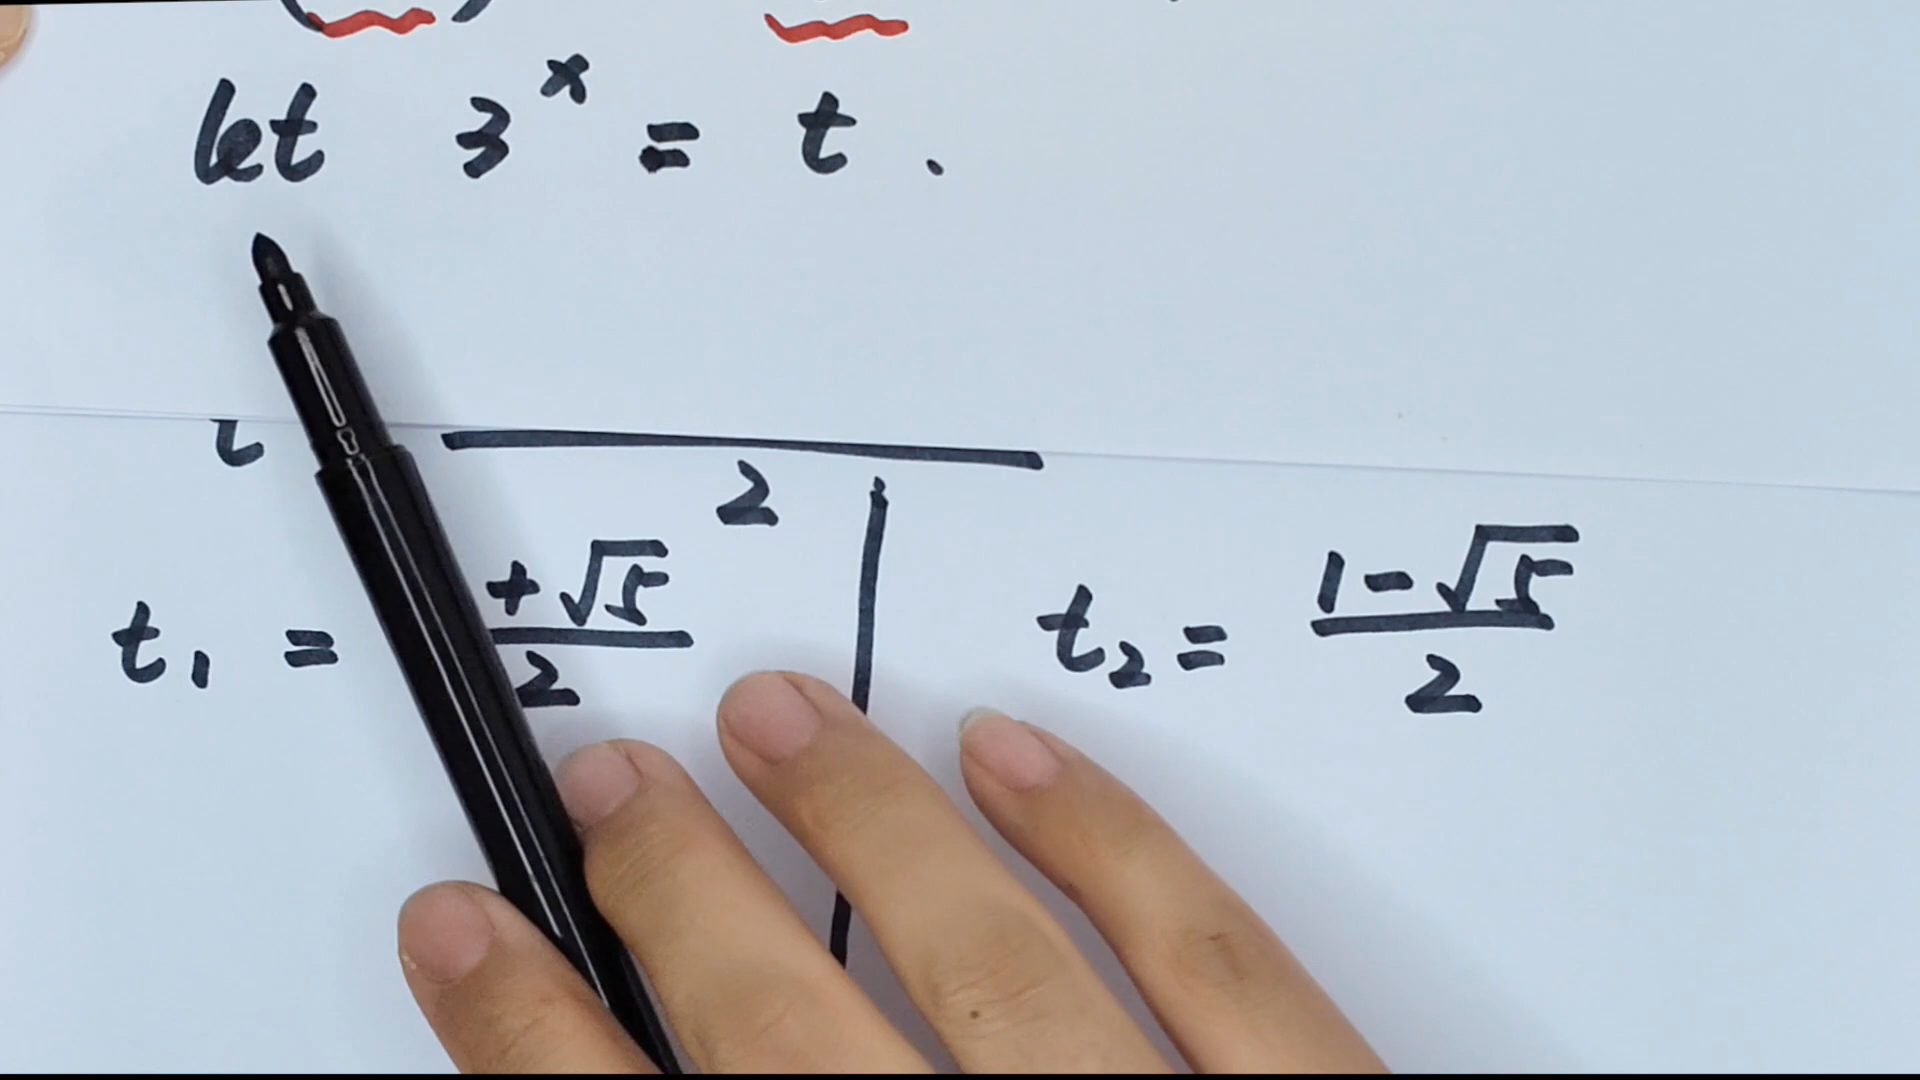 let 3^x = t .
2
t₁ = +√5/2
t₂ = 1-√5/2